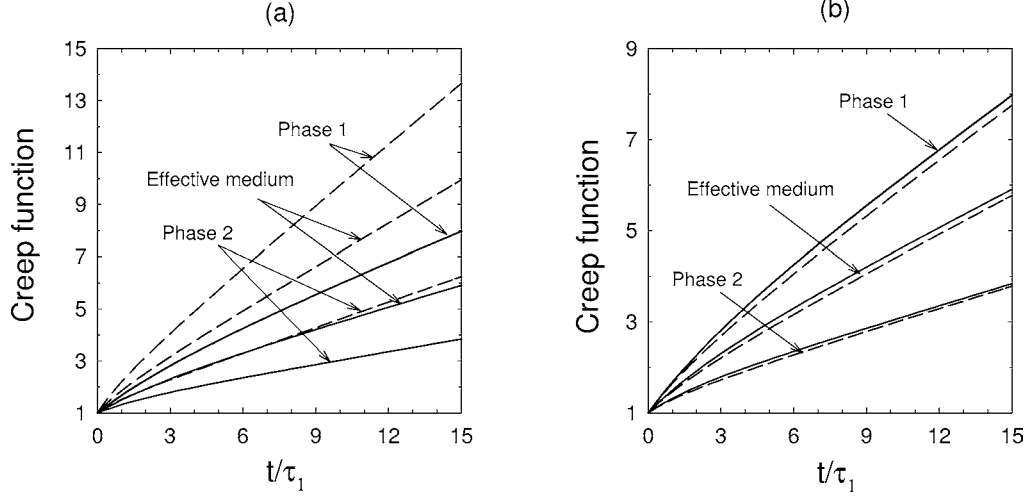 (a)
15
13
11
9
7
5
3
1
Creep function
Phase 1
Effective medium
Phase 2
0
3
6
9
12
15
t/τ₁
(b)
9
7
5
3
1
Creep function
Phase 1
Effective medium
Phase 2
0
3
6
9
12
15
t/τ₁